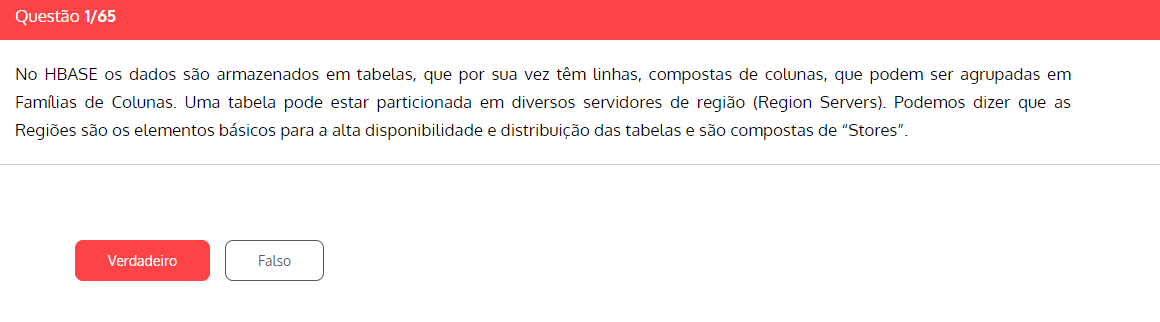 Questão 1/65
No HBASE os dados são armazenados em tabelas, que por sua vez têm linhas, compostas de colunas, que podem ser agrupadas em
Famílias de Colunas. Uma tabela pode estar particionada em diversos servidores de região (Region Servers). Podemos dizer que as
Regiões são os elementos básicos para a alta disponibilidade e distribuição das tabelas e são compostas de “Stores”.
Verdadeiro Falso